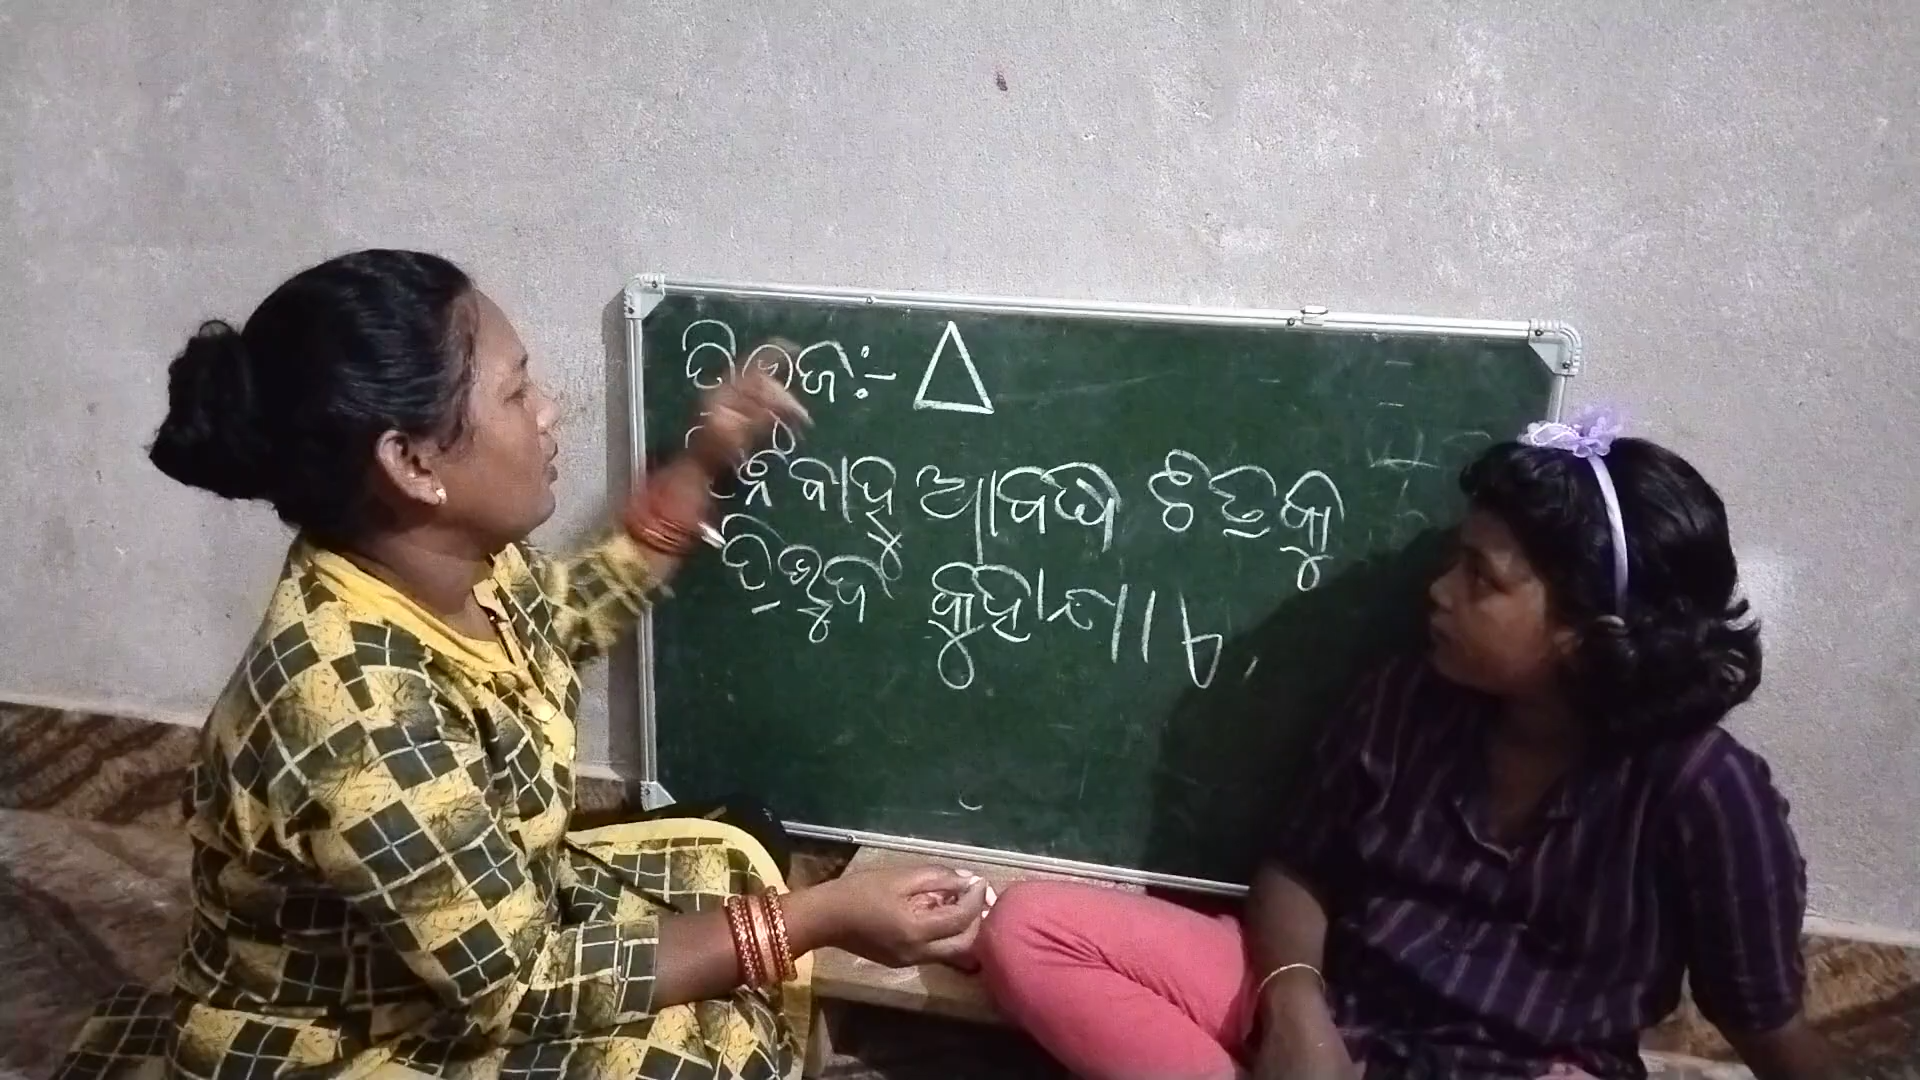 ତ୍ରିଭୁଜ:-
ବାହୁ ଆବଦ୍ଧ ଚିତ୍ରକୁ
ତ୍ରିଭୁଜ କୁହାଯାଏ